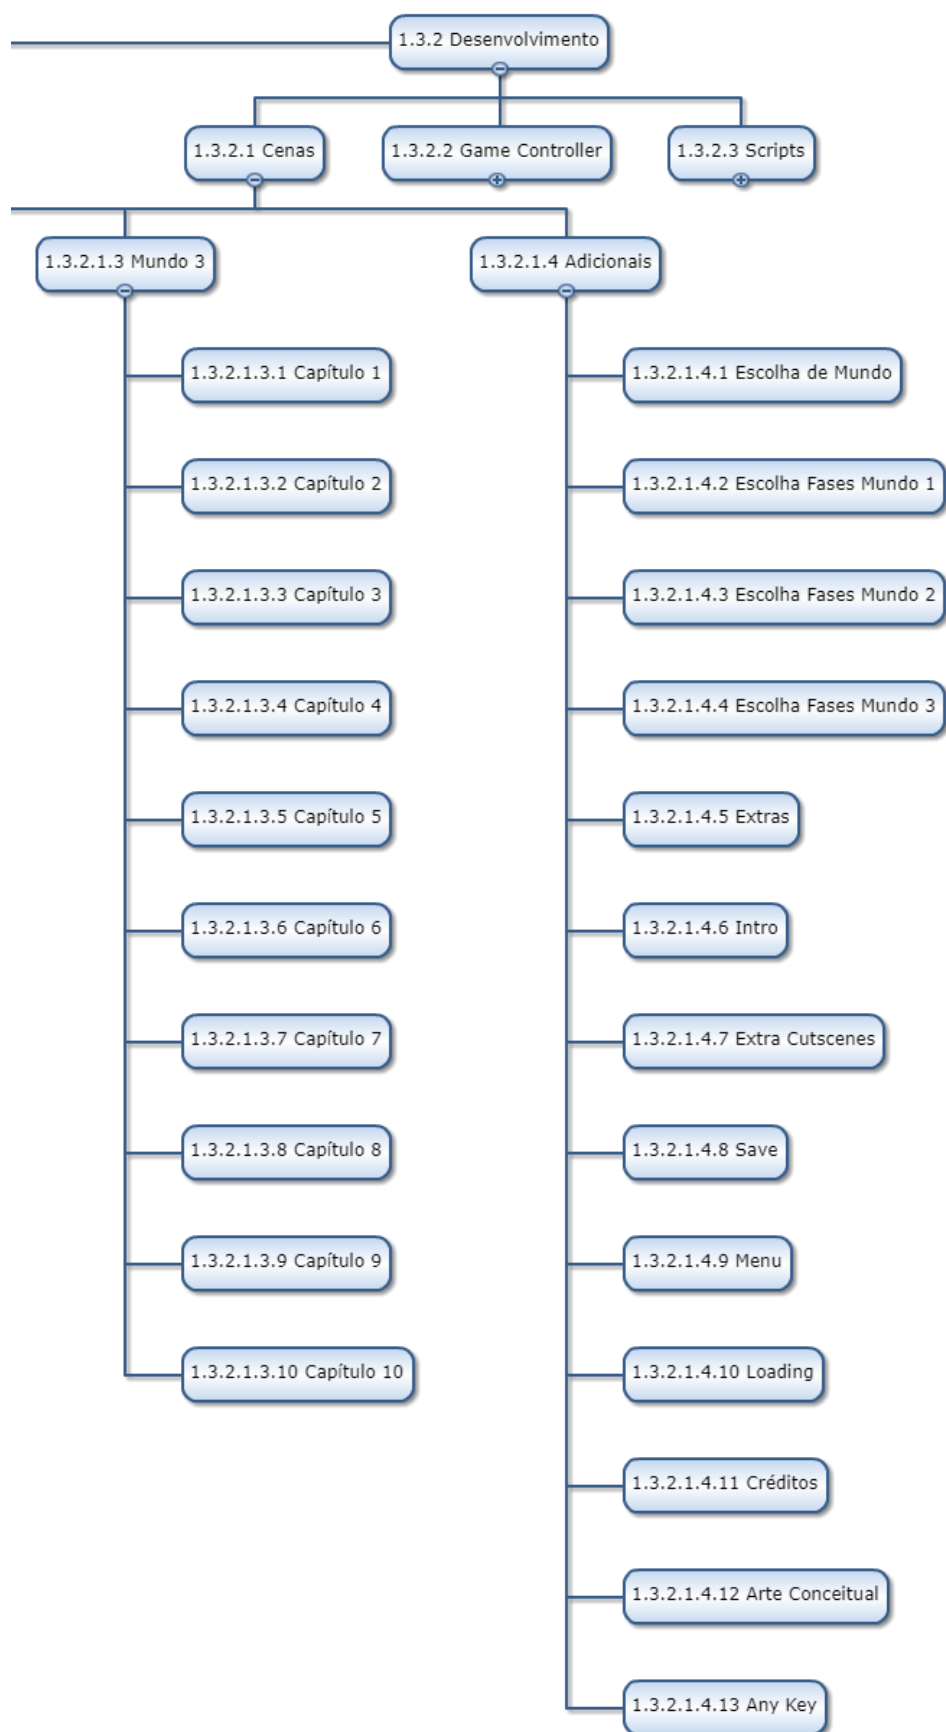 1.3.2 Desenvolvimento
1.3.2.1 Cenas
1.3.2.2 Game Controller
1.3.2.3 Scripts
1.3.2.1.3 Mundo 3
1.3.2.1.4 Adicionais
1.3.2.1.3.1 Capítulo 1
1.3.2.1.3.2 Capítulo 2
1.3.2.1.3.3 Capítulo 3
1.3.2.1.3.4 Capítulo 4
1.3.2.1.3.5 Capítulo 5
1.3.2.1.3.6 Capítulo 6
1.3.2.1.3.7 Capítulo 7
1.3.2.1.3.8 Capítulo 8
1.3.2.1.3.9 Capítulo 9
1.3.2.1.3.10 Capítulo 10
1.3.2.1.4.1 Escolha de Mundo
1.3.2.1.4.2 Escolha Fases Mundo 1
1.3.2.1.4.3 Escolha Fases Mundo 2
1.3.2.1.4.4 Escolha Fases Mundo 3
1.3.2.1.4.5 Extras
1.3.2.1.4.6 Intro
1.3.2.1.4.7 Extra Cutscenes
1.3.2.1.4.8 Save
1.3.2.1.4.9 Menu
1.3.2.1.4.10 Loading
1.3.2.1.4.11 Créditos
1.3.2.1.4.12 Arte Conceitual
1.3.2.1.4.13 Any Key